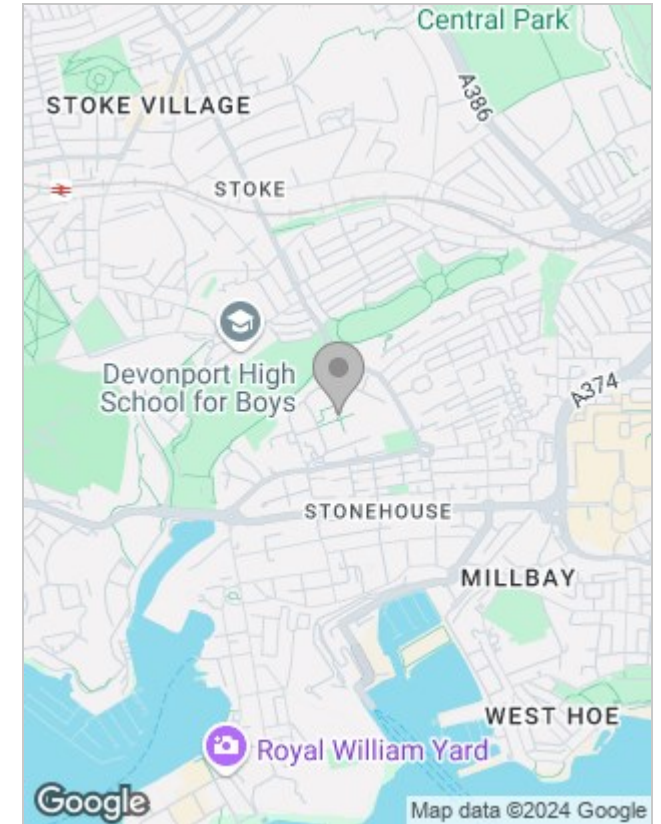 Central Park
A386
STOKE VILLAGE
STOKE
Devonport High
School for Boys
A374
STONEHOUSE
MILLBAY
WEST HOE
Royal William Yard
Google
Map data ©2024 Google